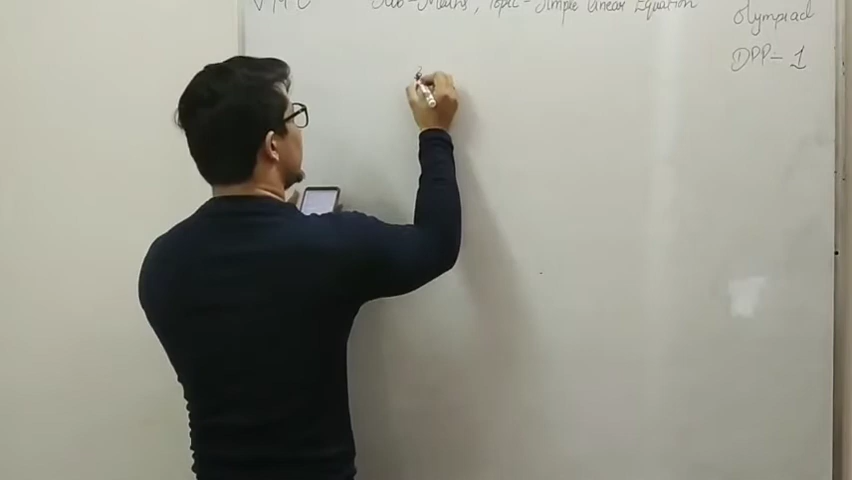 Sub-Maths, Topic-Simple linear Equation
Olympiad
DPP-1